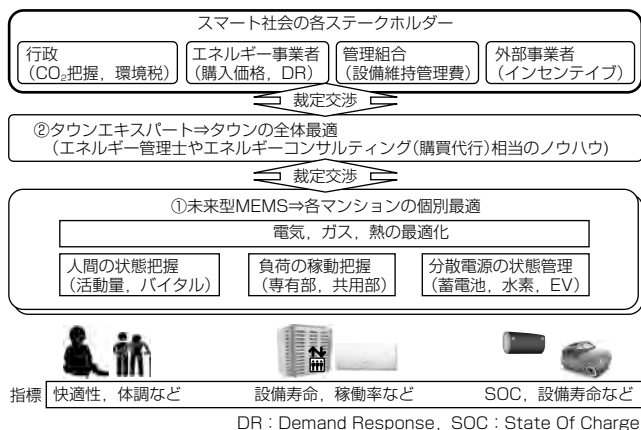 スマート社会の各ステークホルダー
行政
(CO₂把握，環境税)
エネルギー事業者
(購入価格，DR)
管理組合
(設備維持管理費)
外部事業者
(インセンテイブ)
裁定交渉
②タウンエキスパート⇒タウンの全体最適
(エネルギー管理士やエネルギーコンサルティング(購買代行)相当のノウハウ)
裁定交渉
①未来型MEMS⇒各マンションの個別最適
電気，ガス，熱の最適化
人間の状態把握
(活動量，バイタル)
負荷の稼動把握
(専有部，共用部)
分散電源の状態管理
(蓄電池，水素，EV)
指標 快適性，体調など 設備寿命，稼働率など SOC，設備寿命など
DR：Demand Response，SOC：State Of Charge